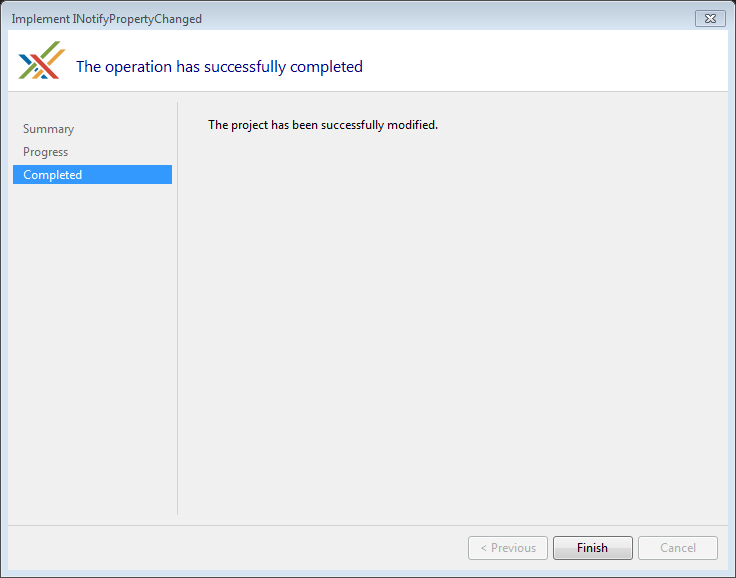 Implement INotifyPropertyChanged
The operation has successfully completed
Summary
Progress
Completed
The project has been successfully modified.
< Previous
Finish
Cancel